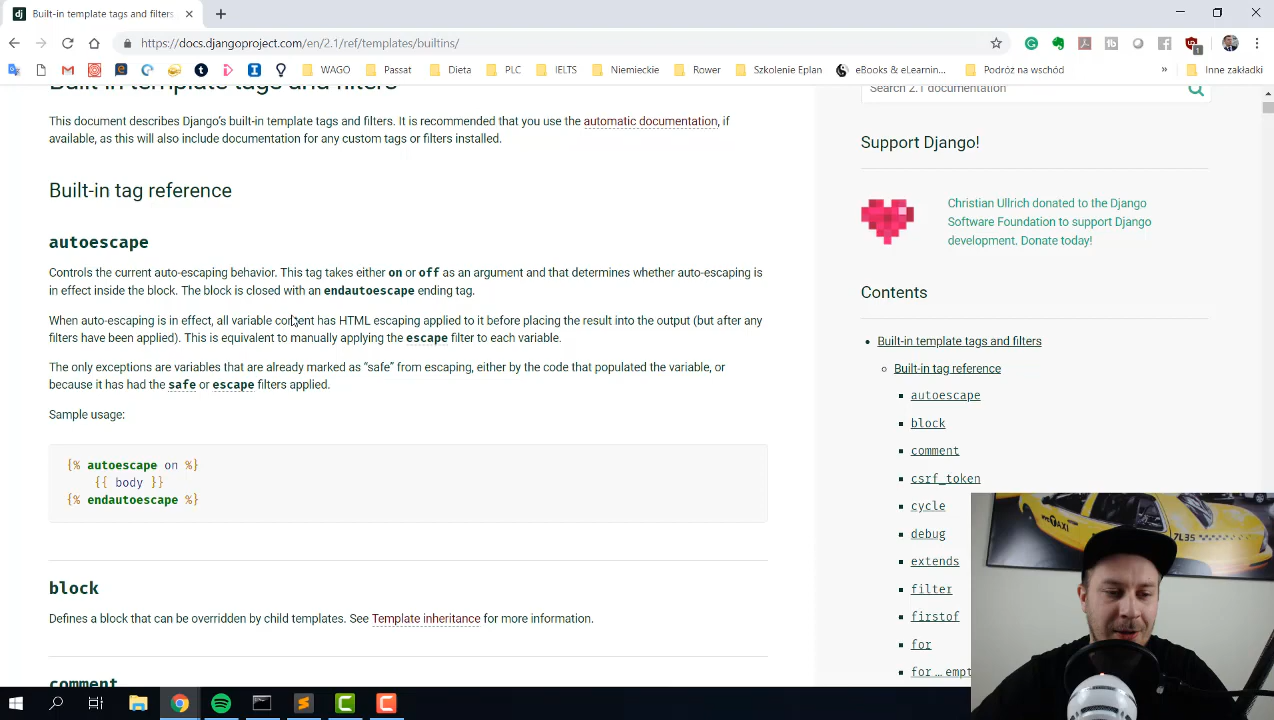 Built-in template tags and filters
https://docs.djangoproject.com/en/2.1/ref/templates/builtins/
WAGO
Passat
Dieta
PLC
IELTS
Niemieckie
Rower
Szkolenie Eplan
eBooks & eLearnin...
Podróż na wschód
»
Inne zakładki
Built-in template tags and filters
This document describes Django's built-in template tags and filters. It is recommended that you use the automatic documentation, if
available, as this will also include documentation for any custom tags or filters installed.
Built-in tag reference
autoescape
Controls the current auto-escaping behavior. This tag takes either on or off as an argument and that determines whether auto-escaping is
in effect inside the block. The block is closed with an endautoescape ending tag.
When auto-escaping is in effect, all variable content has HTML escaping applied to it before placing the result into the output (but after any
filters have been applied). This is equivalent to manually applying the escape filter to each variable.
The only exceptions are variables that are already marked as “safe” from escaping, either by the code that populated the variable, or
because it has had the safe or escape filters applied.
Sample usage:
{% autoescape on %}
{{ body }}
{% endautoescape %}
block
Defines a block that can be overridden by child templates. See Template inheritance for more information.
comment
Search 2.1 documentation
Support Django!
Christian Ullrich donated to the Django
Software Foundation to support Django
development. Donate today!
Contents
Built-in template tags and filters
Built-in tag reference
autoescape
block
comment
csrf_token
cycle
debug
extends
filter
firstof
for
for ... empty
NYC TAXI
7L35